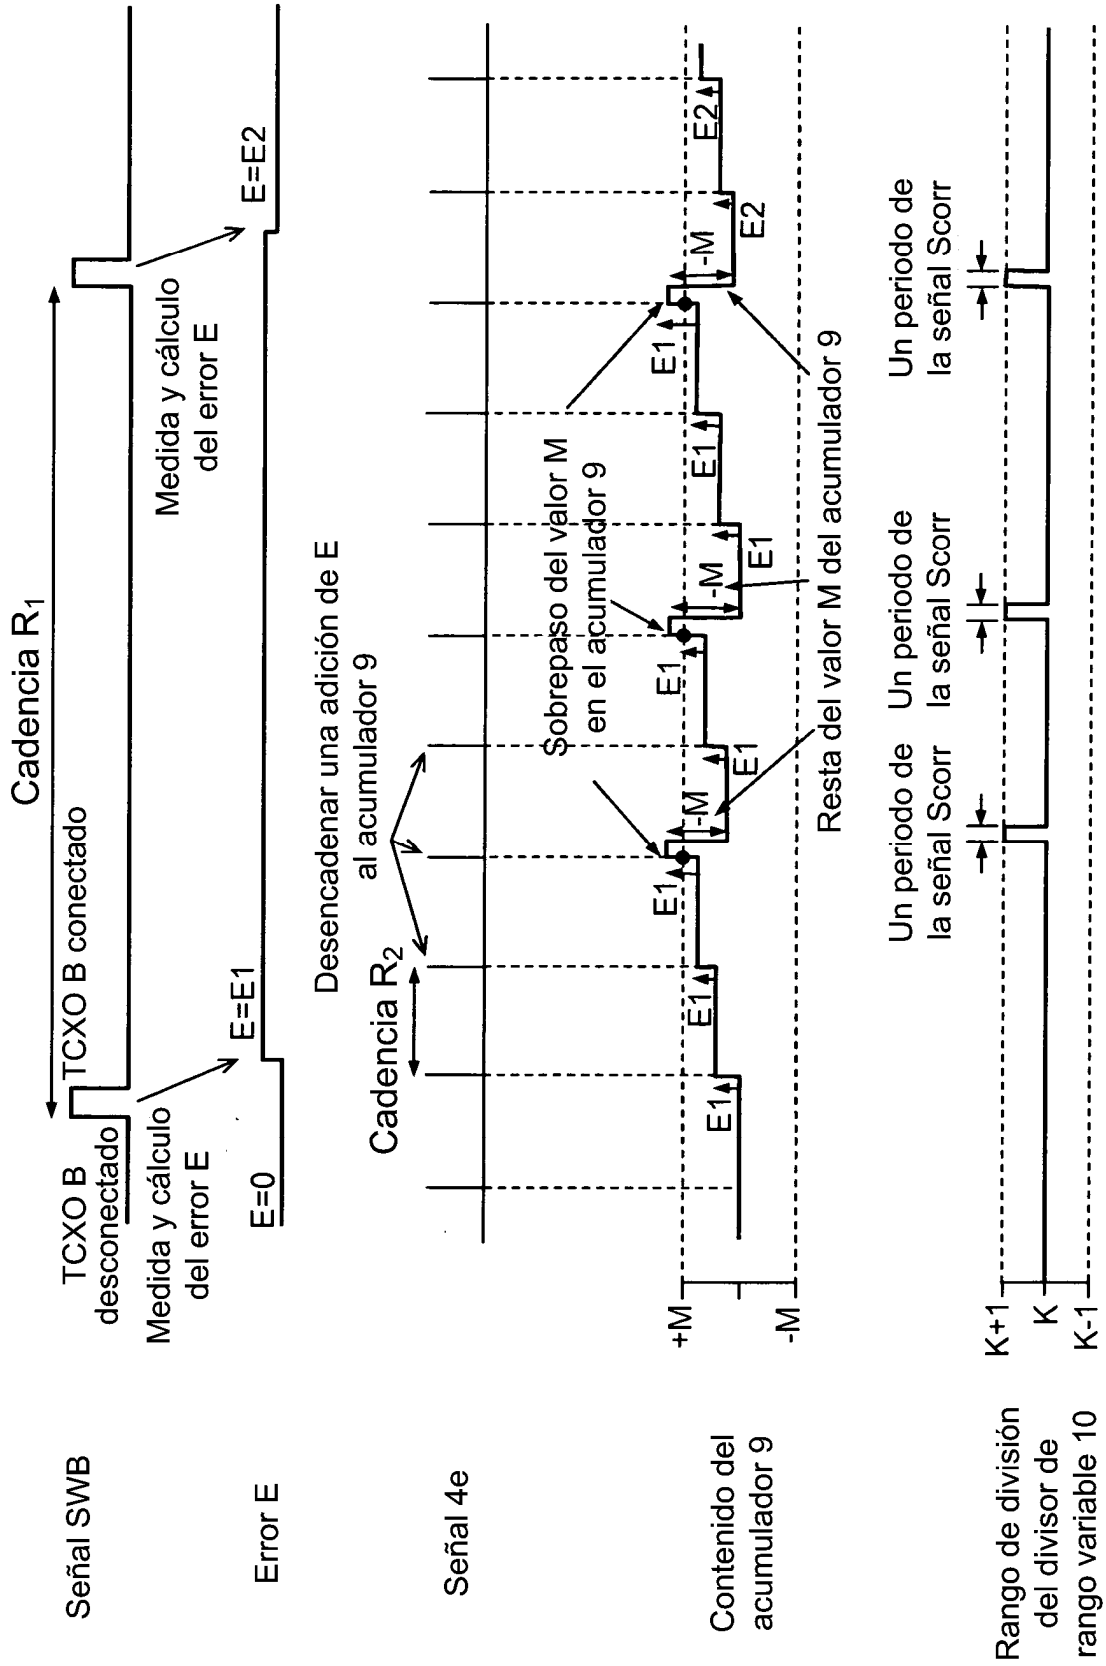 Señal SWB
TCXO B
desconectado
Cadencia R1
TCXO B conectado
Medida y cálculo
del error E
Medida y cálculo
del error E
Error E
E=0
E=E1
E=E2
Desencadenar una adición de E
al acumulador 9
Cadencia R2
Señal 4e
Contenido del
acumulador 9
+M
-M
E1
E1
E1
-M
E1
E1
-M
E1
E1
E1
-M
E2
E2
Sobrepaso del valor M
en el acumulador 9
Resta del valor M del acumulador 9
Un periodo de
la señal Scorr
Un periodo de
la señal Scorr
Un periodo de
la señal Scorr
Rango de división
del divisor de
rango variable 10
K+1
K
K-1